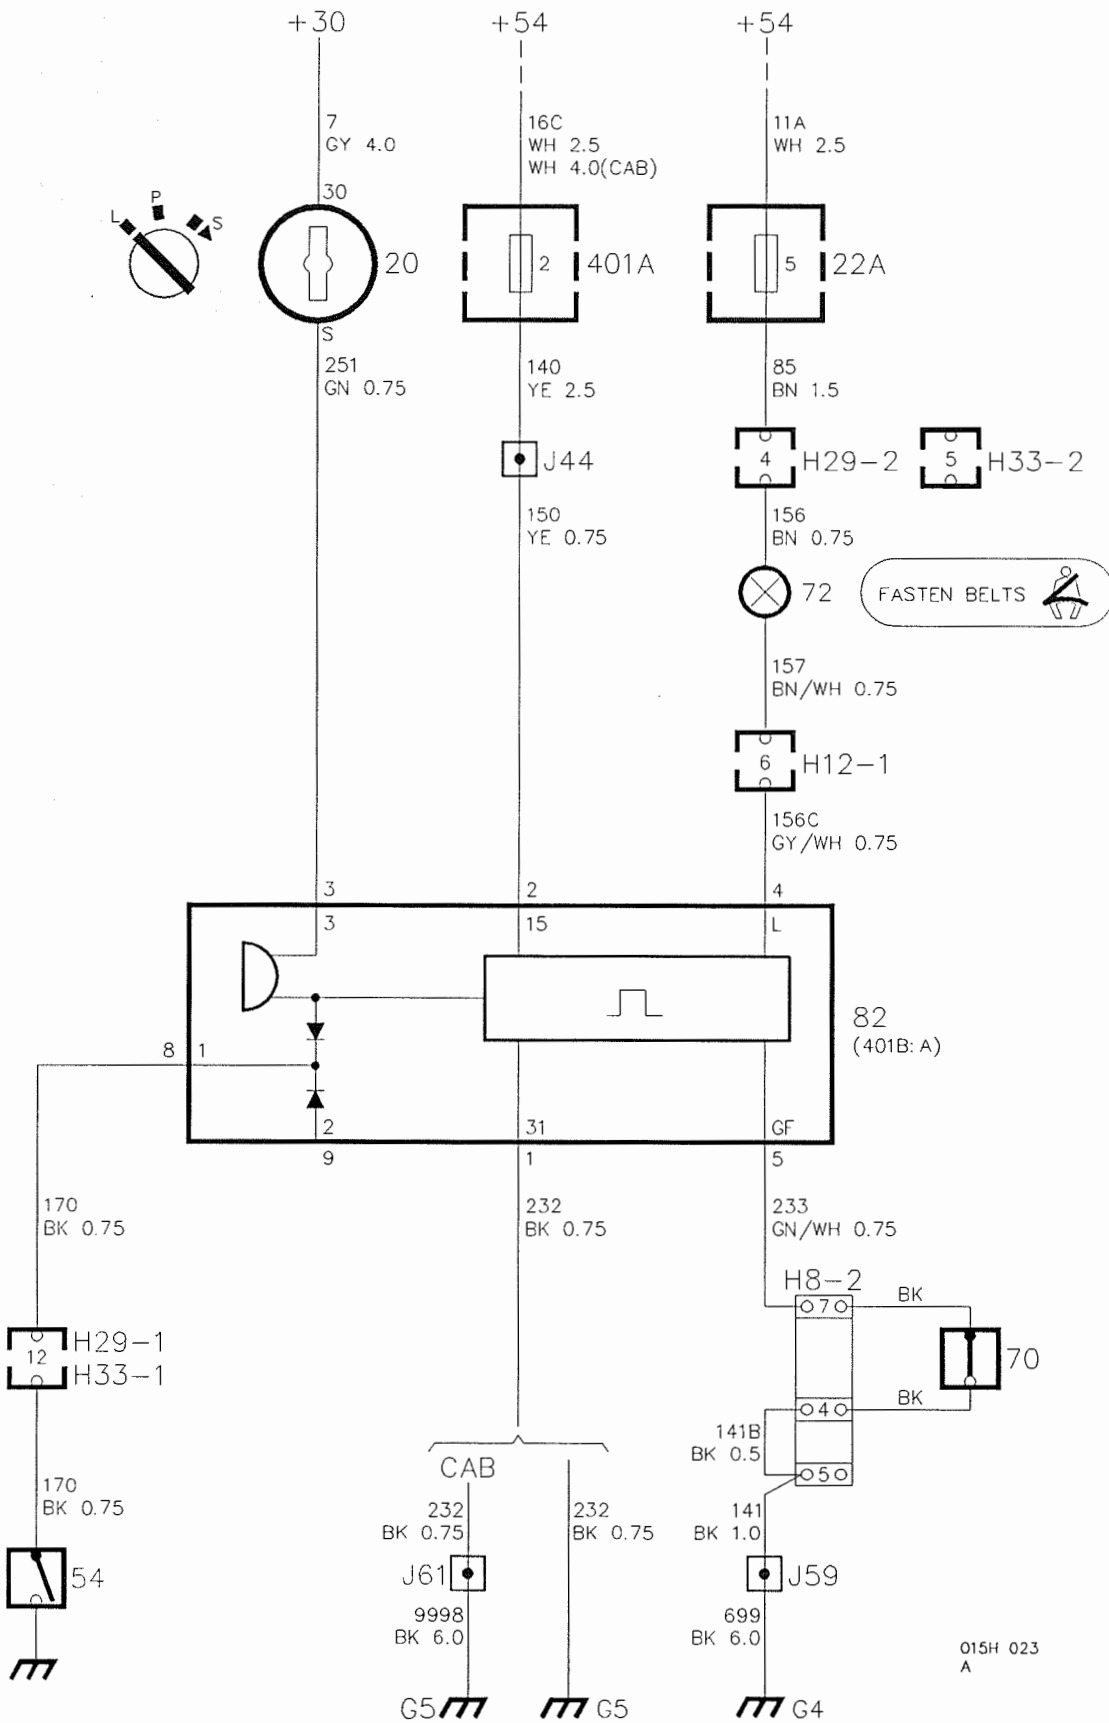 +30
+54
+54
7
GY 4.0
16C
WH 2.5
WH 4.0(CAB)
11A
WH 2.5
L
P
S
30
20
2
401A
5
22A
S
251
GN 0.75
140
YE 2.5
85
BN 1.5
J44
4
H29-2
5
H33-2
150
YE 0.75
156
BN 0.75
72
FASTEN BELTS
157
BN/WH 0.75
6
H12-1
156C
GY/WH 0.75
3
2
4
3
15
L
82
(401B:A)
8
1
2
31
GF
9
1
5
170
BK 0.75
232
BK 0.75
233
GN/WH 0.75
H8-2
7
BK
12
H29-1
H33-1
70
4
BK
141B
BK 0.5
5
CAB
170
BK 0.75
232
BK 0.75
232
BK 0.75
141
BK 1.0
54
J61
J59
9998
BK 6.0
699
BK 6.0
015H 023
A
G5
G5
G4